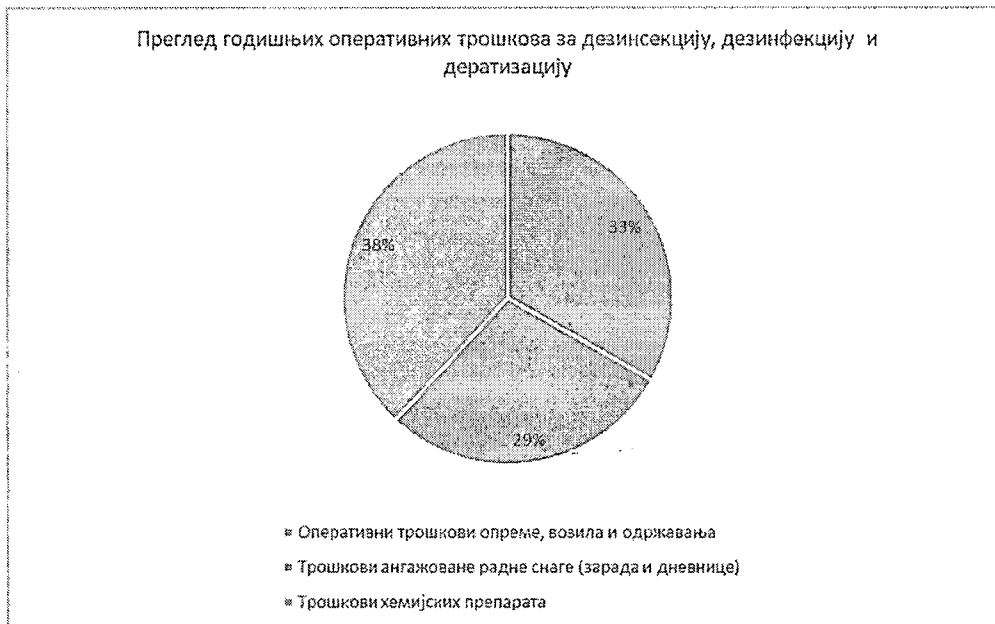 Преглед годишњих оперативних трошкова за дезинсекцију, дезинфекцију и
дератизацију
33%
38%
29%
Оперативни трошкови опреме, возила и одржавања
Трошкови ангажоване радне снаге (зарада и дневнице)
Трошкови хемијских препарата